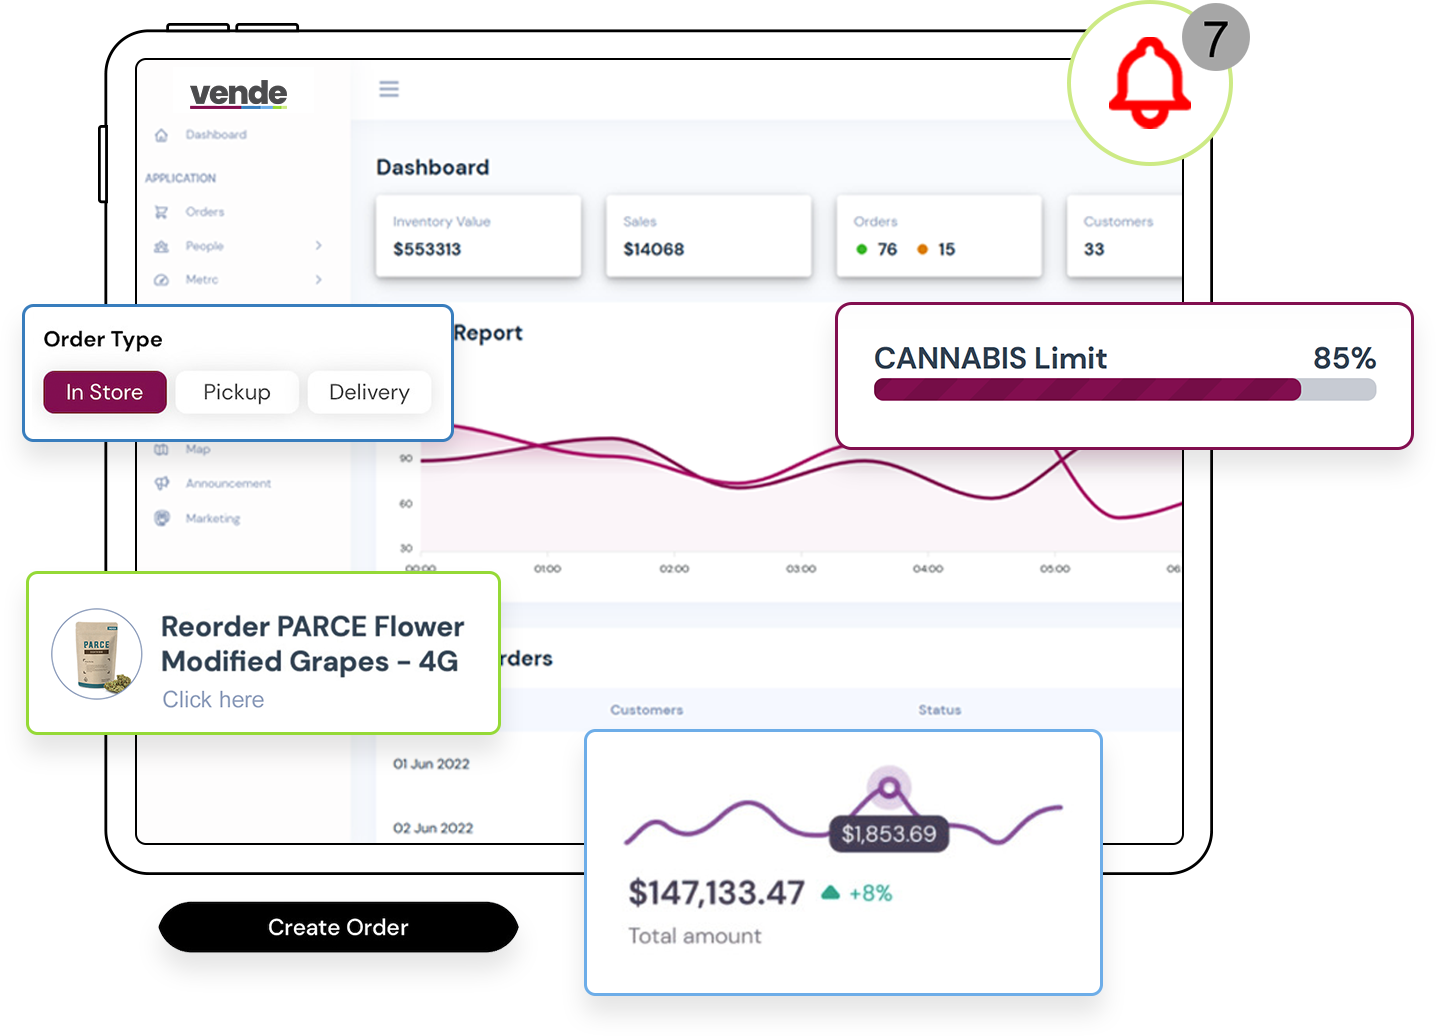 7
vende
Dashboard
APPLICATION
Orders
People
Metrc
Map
Announcement
Marketing
Dashboard
Inventory Value
$553313
Sales
$14068
Orders
76
15
Customers
33
Order Type
In Store
Pickup
Delivery
Report
CANNABIS Limit
85%
90
60
30
00:00
01:00
02:00
03:00
04:00
05:00
06
Reorder PARCE Flower
Modified Grapes - 4G
Click here
PARCE
rders
Customers
Status
01 Jun 2022
02 Jun 2022
$1,853.69
$147,133.47
+8%
Total amount
Create Order